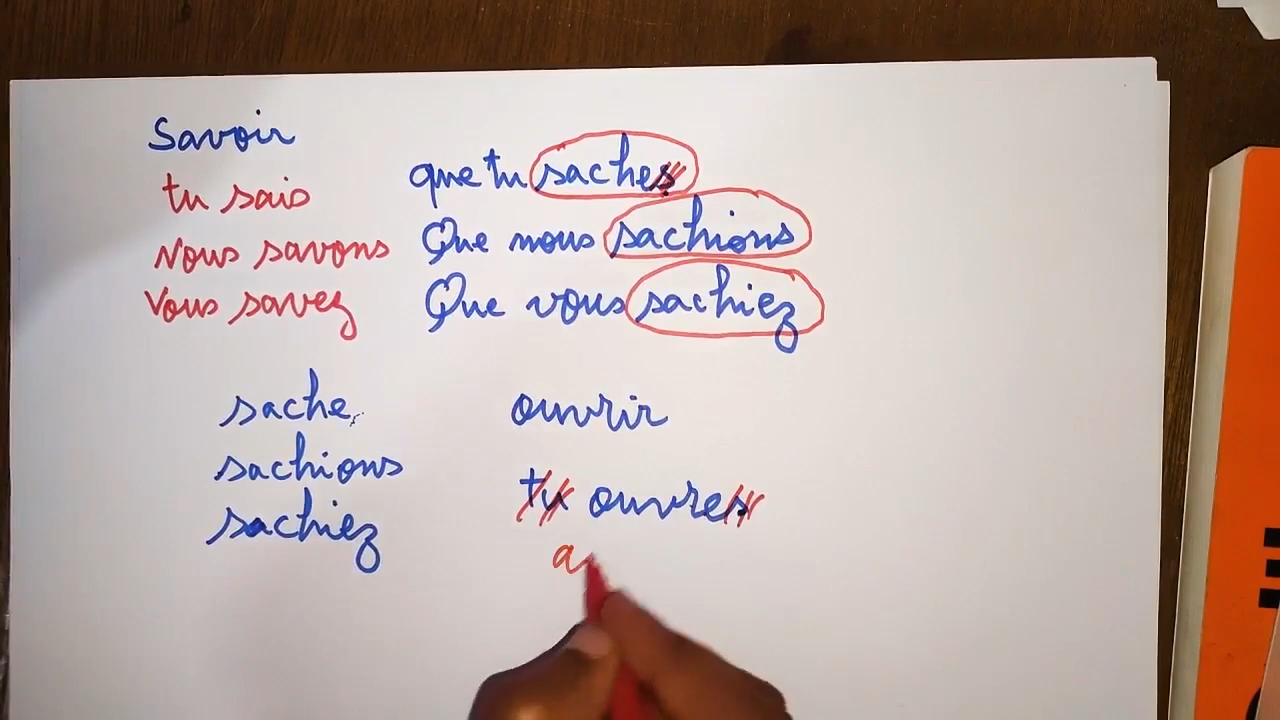 Savoir
tu sais
Nous savons
Vous savez
que tu saches
Que nous sachions
Que vous sachiez
sache
sachions
sachiez
ouvrir
tu ouvres